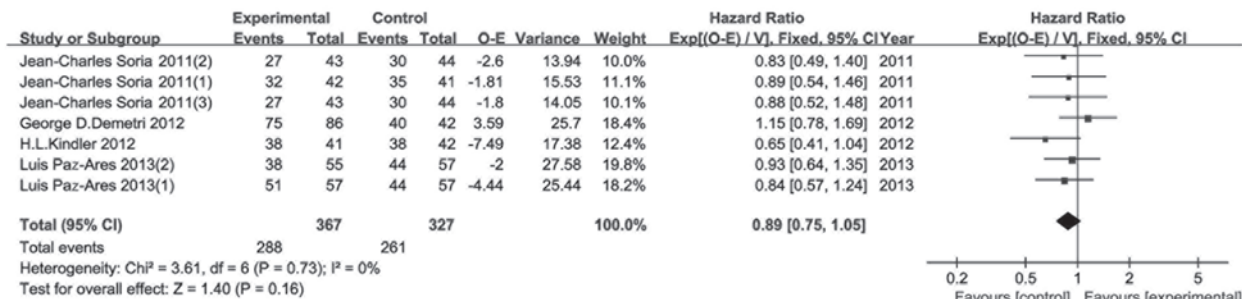 Experimental Control Hazard Ratio Hazard Ratio
Study or Subgroup Events Total Events Total O-E Variance Weight Exp[(O-E) / V], Fixed, 95% CI Year Exp[(O-E) / V], Fixed, 95% CI
Jean-Charles Soria 2011(2) 27 43 30 44 -2.6 13.94 10.0% 0.83 [0.49, 1.40] 2011
Jean-Charles Soria 2011(1) 32 42 35 41 -1.81 15.53 11.1% 0.89 [0.54, 1.46] 2011
Jean-Charles Soria 2011(3) 27 43 30 44 -1.8 14.05 10.1% 0.88 [0.52, 1.48] 2011
George D.Demetri 2012 75 86 40 42 3.59 25.7 18.4% 1.15 [0.78, 1.69] 2012
H.L.Kindler 2012 38 41 38 42 -7.49 17.38 12.4% 0.65 [0.41, 1.04] 2012
Luis Paz-Ares 2013(2) 38 55 44 57 -2 27.58 19.8% 0.93 [0.64, 1.35] 2013
Luis Paz-Ares 2013(1) 51 57 44 57 -4.44 25.44 18.2% 0.84 [0.57, 1.24] 2013
Total (95% CI) 367 327 100.0% 0.89 [0.75, 1.05]
Total events 288 261
Heterogeneity: Chi² = 3.61, df = 6 (P = 0.73); I² = 0%
Test for overall effect: Z = 1.40 (P = 0.16)
0.2 0.5 1 2 5
Favours [control] Favours [experimental]